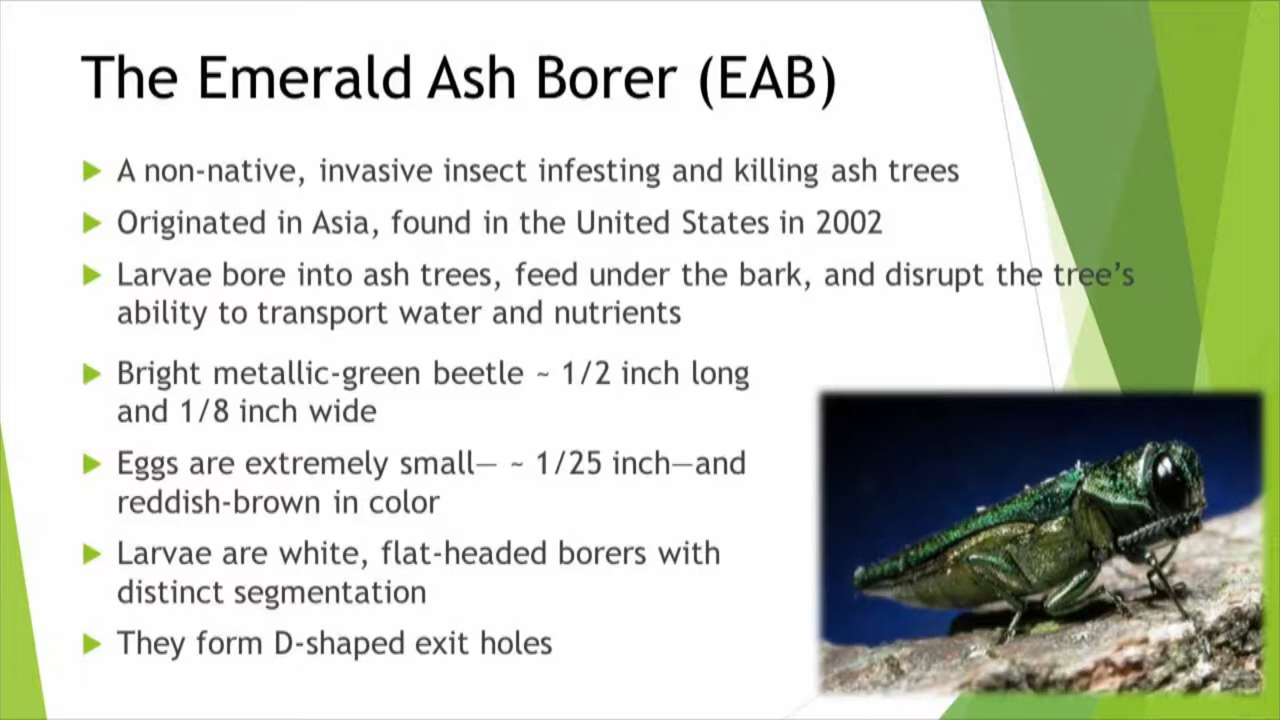 The Emerald Ash Borer (EAB)
A non-native, invasive insect infesting and killing ash trees
Originated in Asia, found in the United States in 2002
Larvae bore into ash trees, feed under the bark, and disrupt the tree’s
ability to transport water and nutrients
Bright metallic-green beetle ~ 1/2 inch long
and 1/8 inch wide
Eggs are extremely small— ~ 1/25 inch—and
reddish-brown in color
Larvae are white, flat-headed borers with
distinct segmentation
They form D-shaped exit holes